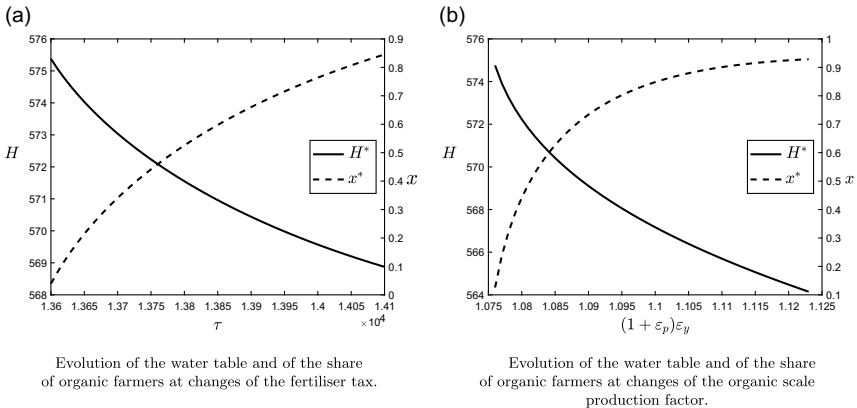 (a)
576
575
574
573
572
571
570
569
568
H
0.9
0.8
0.7
0.6
0.5
0.4
0.3
0.2
0.1
0
x
H*
x*
1.36 1.365 1.37 1.375 1.38 1.385 1.39 1.395 1.4 1.405 1.41
τ
×10⁴
Evolution of the water table and of the share
of organic farmers at changes of the fertiliser tax.
(b)
576
574
572
570
568
566
564
H
1
0.9
0.8
0.7
0.6
0.5
0.4
0.3
0.2
0.1
x
H*
x*
1.075 1.08 1.085 1.09 1.095 1.1 1.105 1.11 1.115 1.12 1.125
(1 + εₚ)εᵧ
Evolution of the water table and of the share
of organic farmers at changes of the organic scale
production factor.